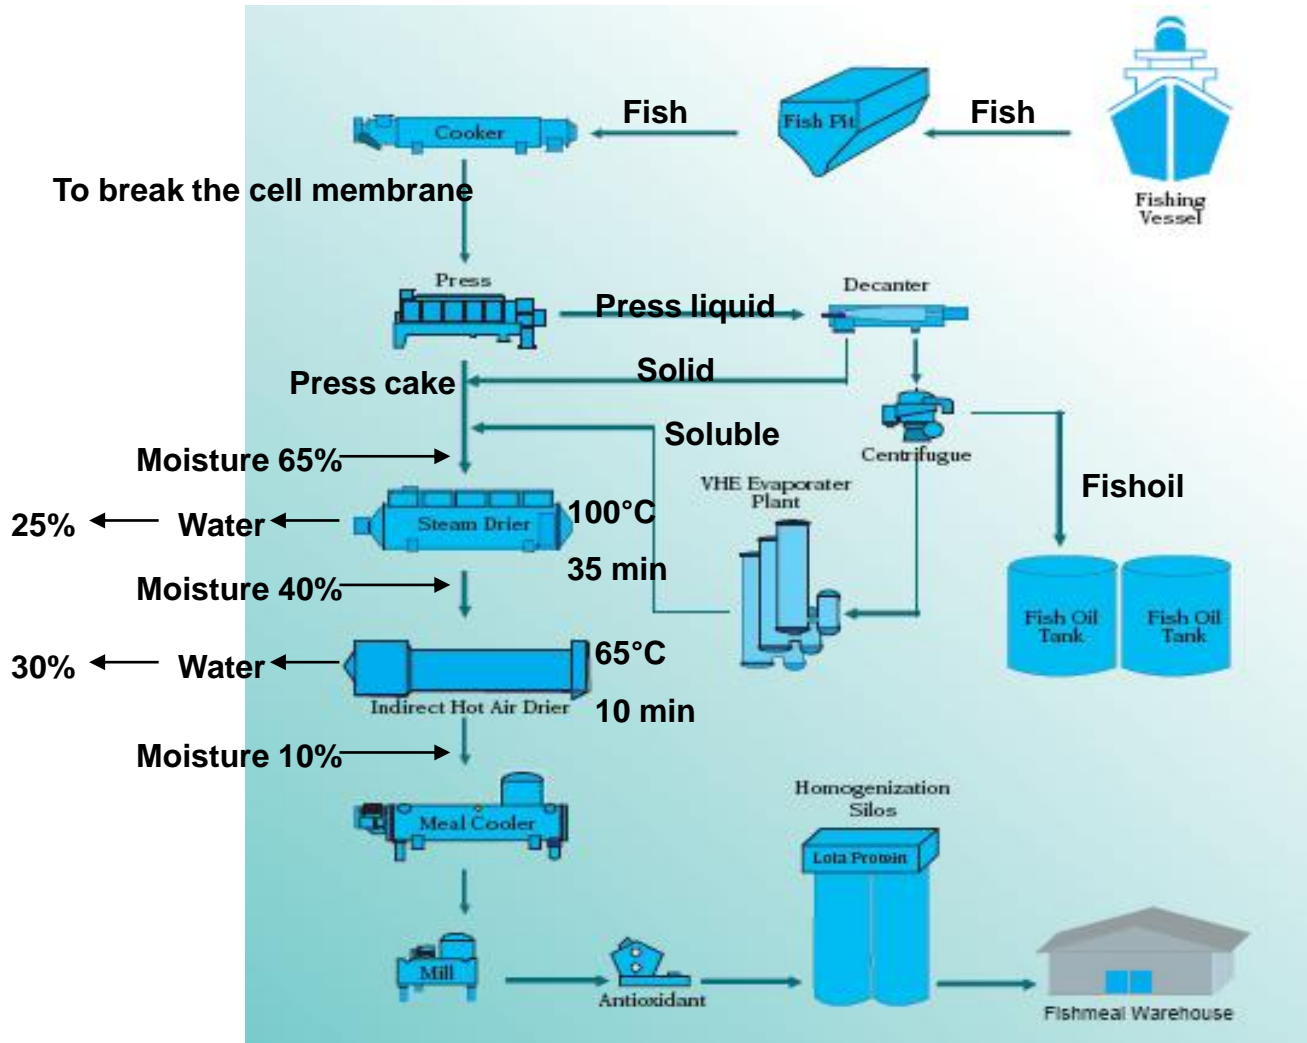 Fish
Fish
Fish Pit
Cooker
To break the cell membrane
Fishing
Vessel
Press
Decanter
Press liquid
Solid
Press cake
Soluble
Centrifugue
Moisture 65%
VHE Evaporater
Plant
Fishoil
25%
Water
Steam Drier
100°C
35 min
Moisture 40%
Fish Oil
Tank
Fish Oil
Tank
30%
Water
65°C
Indirect Hot Air Drier
10 min
Moisture 10%
Homogenization
Silos
Meal Cooler
Lota Protein
Mill
Antioxidant
Fishmeal Warehouse